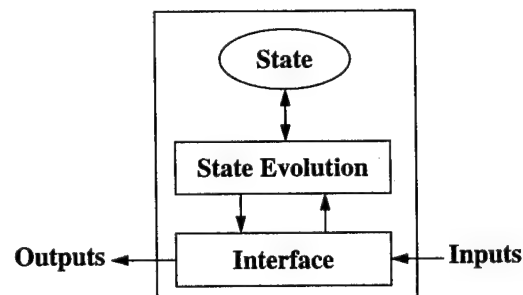 State
State Evolution
Outputs
Interface
Inputs